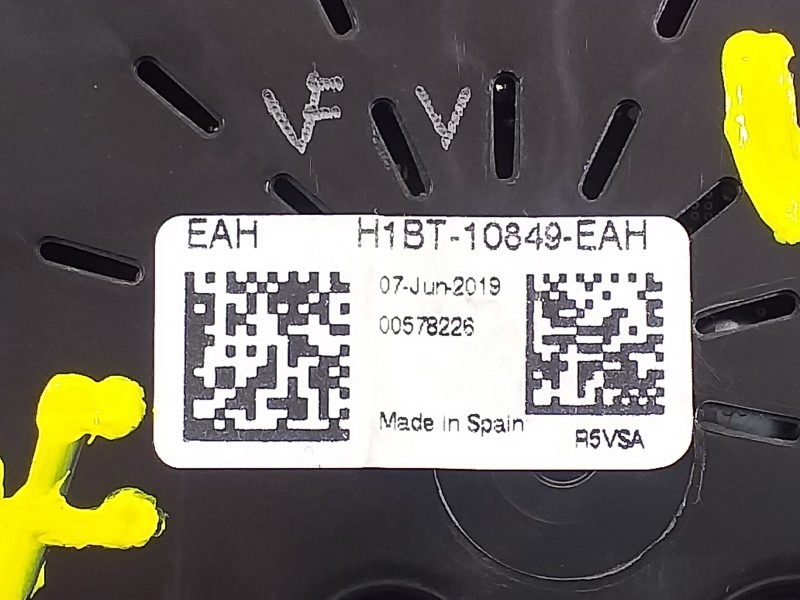 VF V
EAH H1BT-10849-EAH
07-Jun-2019
00578226
Made in Spain
R5VSA